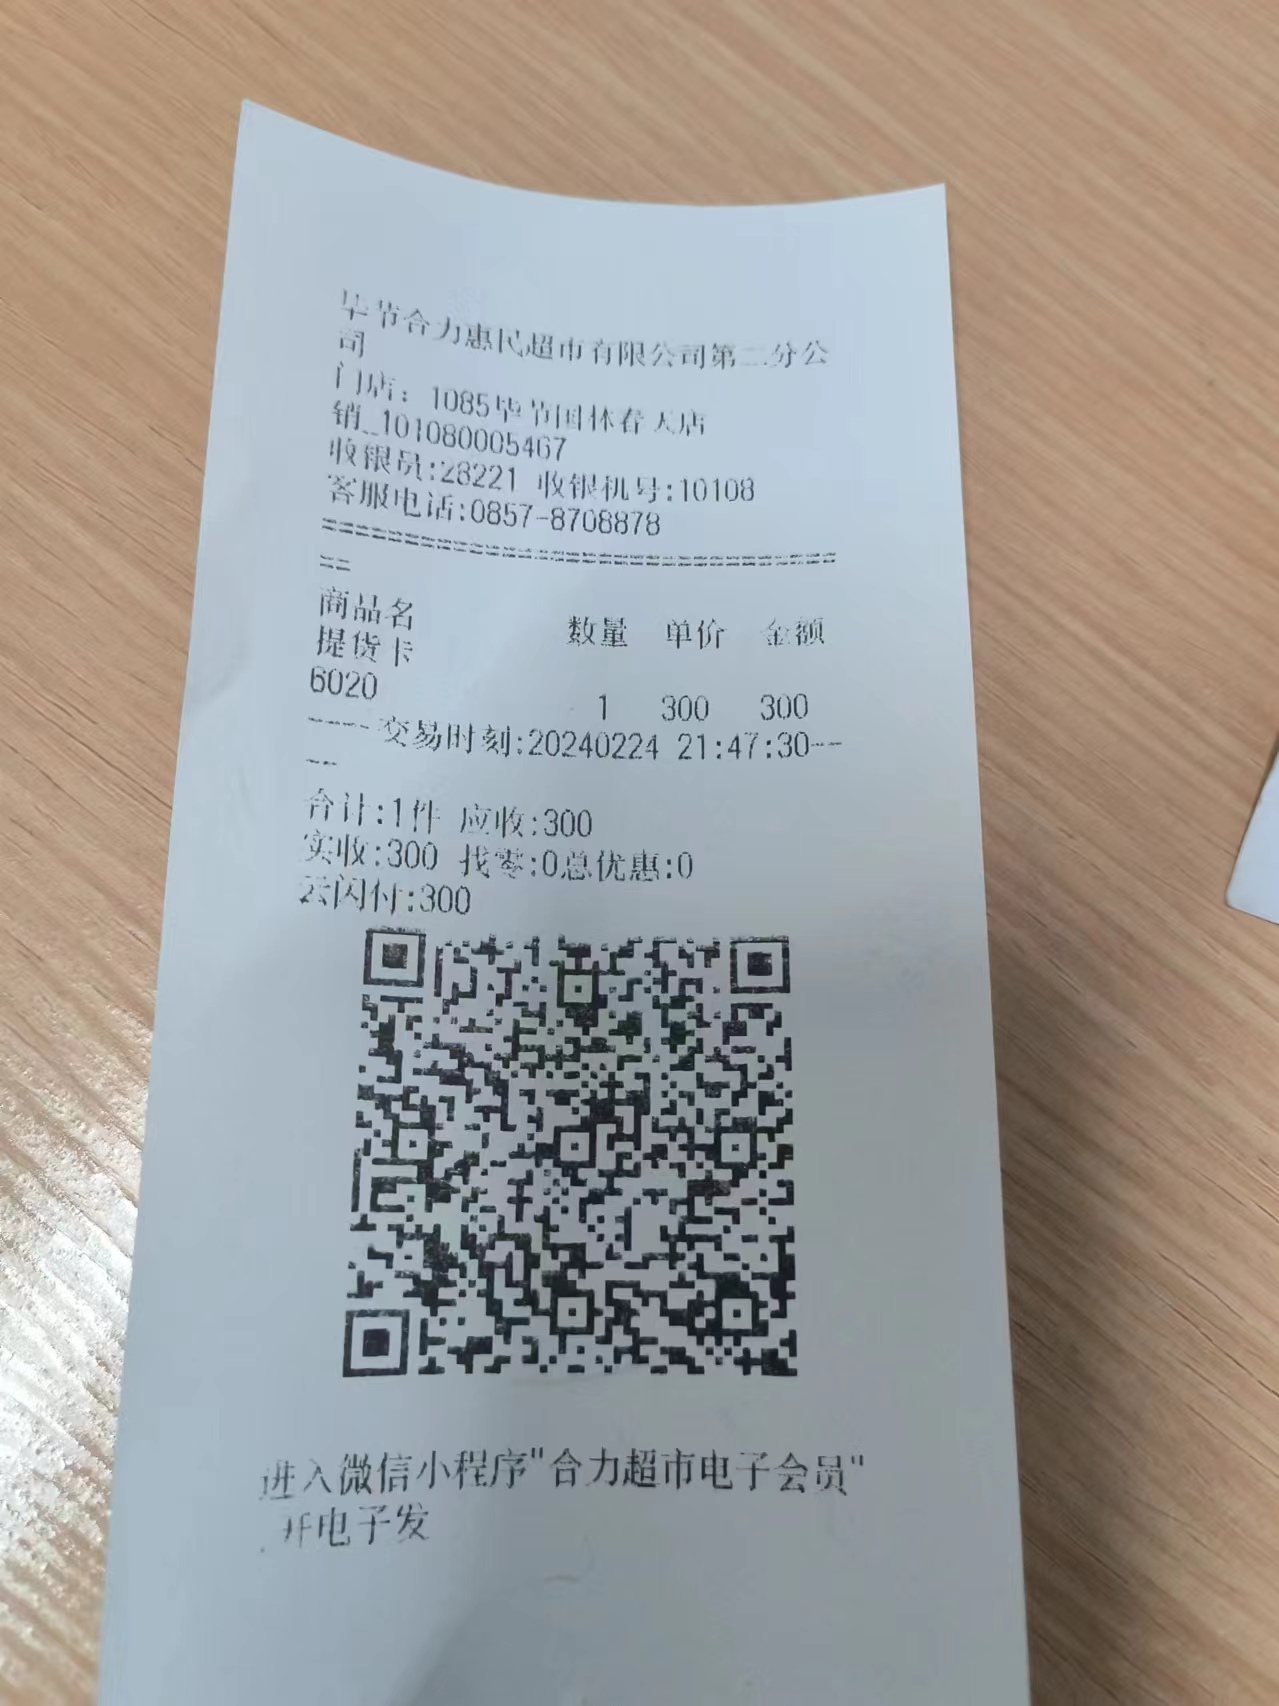 毕节合力惠民超市有限公司第二分公
司
门店：1085毕节国林春天店
销_101080005467
收银员:28221 收银机号:10108
客服电话:0857-8708878
==================================================
==
商品名 数量 单价 金额
提货卡
6020 1 300 300
----交易时刻:20240224 21:47:30--
--
合计:1件 应收:300
实收:300 找零:0总优惠:0
云闪付:300
进入微信小程序"合力超市电子会员"
开电子发